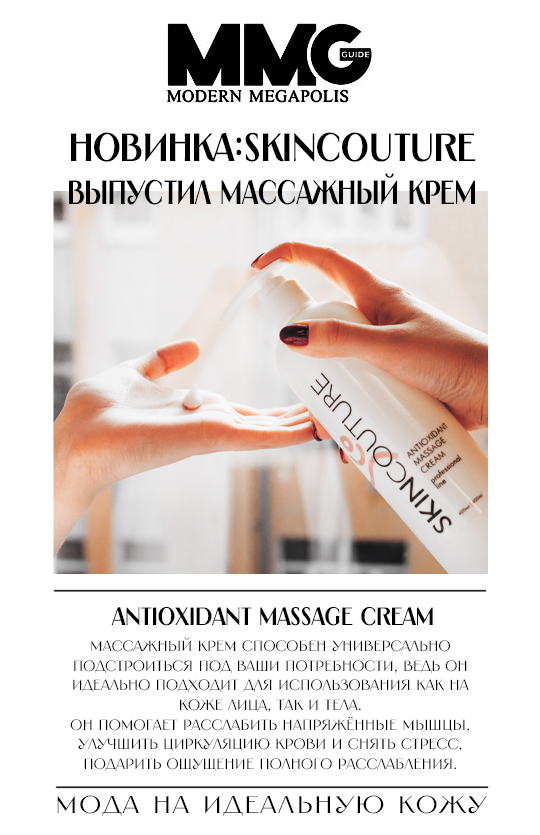 MMG
GUIDE
MODERN MEGAPOLIS
НОВИНКА:SKINCOUTURE
ВЫПУСТИЛ МАССАЖНЫЙ КРЕМ
SKINCOUTURE
ANTIOXIDANT
MASSAGE
CREAM
professional
line
ANTIOXIDANT MASSAGE CREAM
МАССАЖНЫЙ КРЕМ СПОСОБЕН УНИВЕРСАЛЬНО
ПОДСТРОИТЬСЯ ПОД ВАШИ ПОТРЕБНОСТИ, ВЕДЬ ОН
ИДЕАЛЬНО ПОДХОДИТ ДЛЯ ИСПОЛЬЗОВАНИЯ КАК НА
КОЖЕ ЛИЦА, ТАК И ТЕЛА.
ОН ПОМОГАЕТ РАССЛАБИТЬ НАПРЯЖЁННЫЕ МЫШЦЫ,
УЛУЧШИТЬ ЦИРКУЛЯЦИЮ КРОВИ И СНЯТЬ СТРЕСС,
ПОДАРИТЬ ОЩУЩЕНИЕ ПОЛНОГО РАССЛАБЛЕНИЯ.
МОДА НА ИДЕАЛЬНУЮ КОЖУ